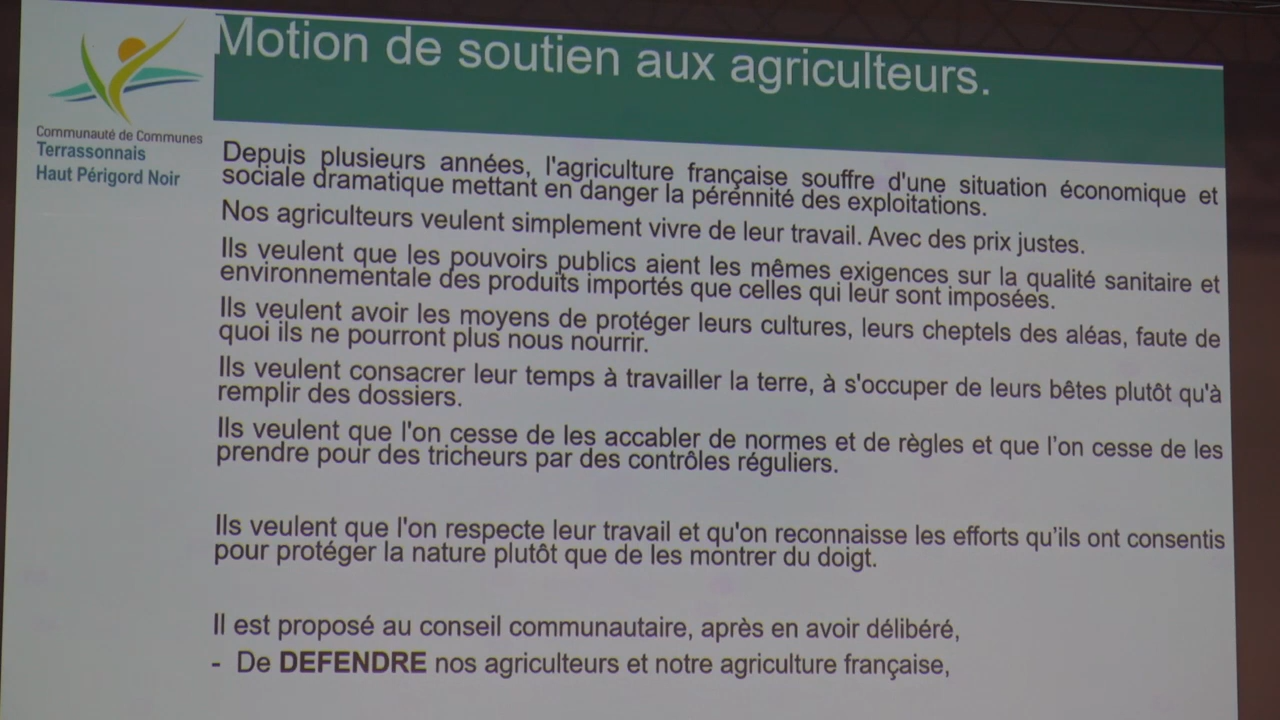 Motion de soutien aux agriculteurs.
Communauté de Communes
Terrassonnais
Haut Périgord Noir
Depuis plusieurs années, l'agriculture française souffre d'une situation économique et
sociale dramatique mettant en danger la pérennité des exploitations.
Nos agriculteurs veulent simplement vivre de leur travail. Avec des prix justes.
Ils veulent que les pouvoirs publics aient les mêmes exigences sur la qualité sanitaire et
environnementale des produits importés que celles qui leur sont imposées.
Ils veulent avoir les moyens de protéger leurs cultures, leurs cheptels des aléas, faute de
quoi ils ne pourront plus nous nourrir.
Ils veulent consacrer leur temps à travailler la terre, à s'occuper de leurs bêtes plutôt qu'à
remplir des dossiers.
Ils veulent que l'on cesse de les accabler de normes et de règles et que l’on cesse de les
prendre pour des tricheurs par des contrôles réguliers.
Ils veulent que l'on respecte leur travail et qu'on reconnaisse les efforts qu’ils ont consentis
pour protéger la nature plutôt que de les montrer du doigt.
Il est proposé au conseil communautaire, après en avoir délibéré,
- De DEFENDRE nos agriculteurs et notre agriculture française,